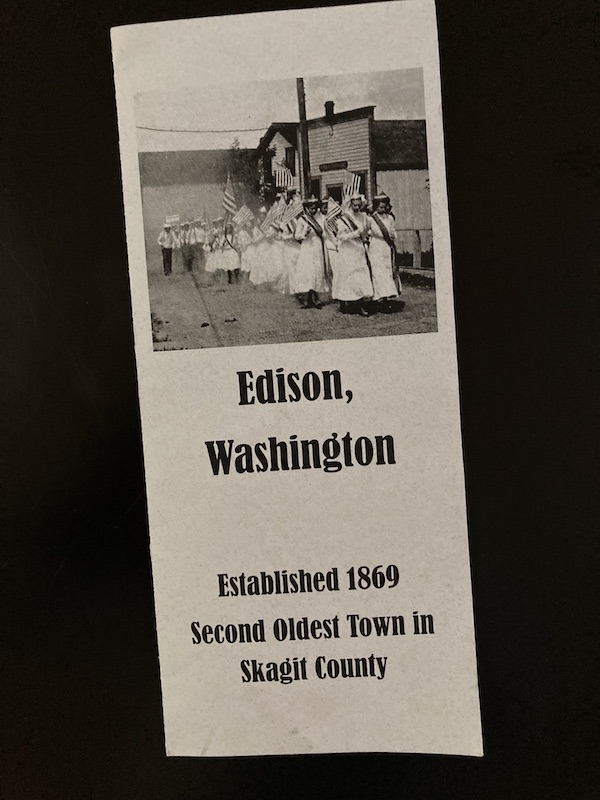 Edison,
Washington
Established 1869
Second Oldest Town in
Skagit County